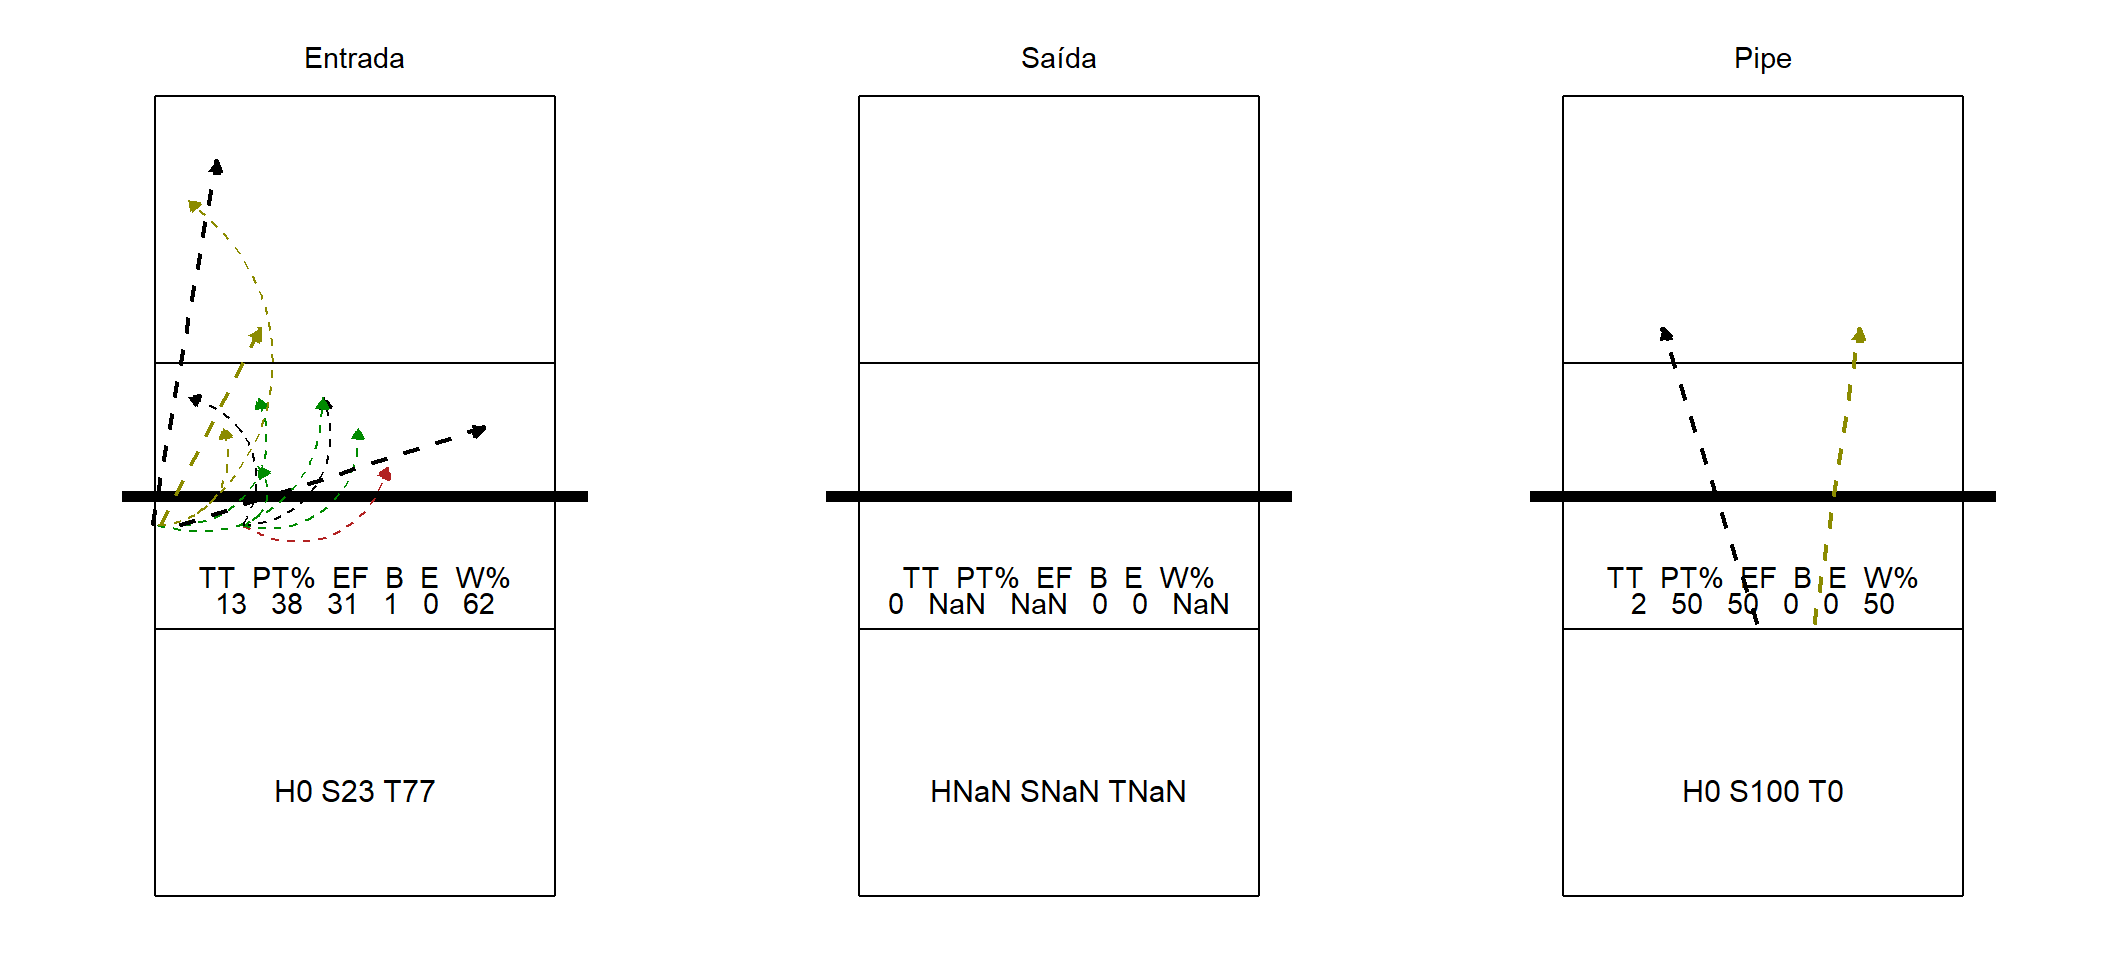 Entrada
TT PT% EF B E W%
13 38 31 1 0 62
H0 S23 T77
Saída
TT PT% EF B E W%
0 NaN NaN 0 0 NaN
HNaN SNaN TNaN
Pipe
TT PT% EF B E W%
2 50 50 0 0 50
H0 S100 T0